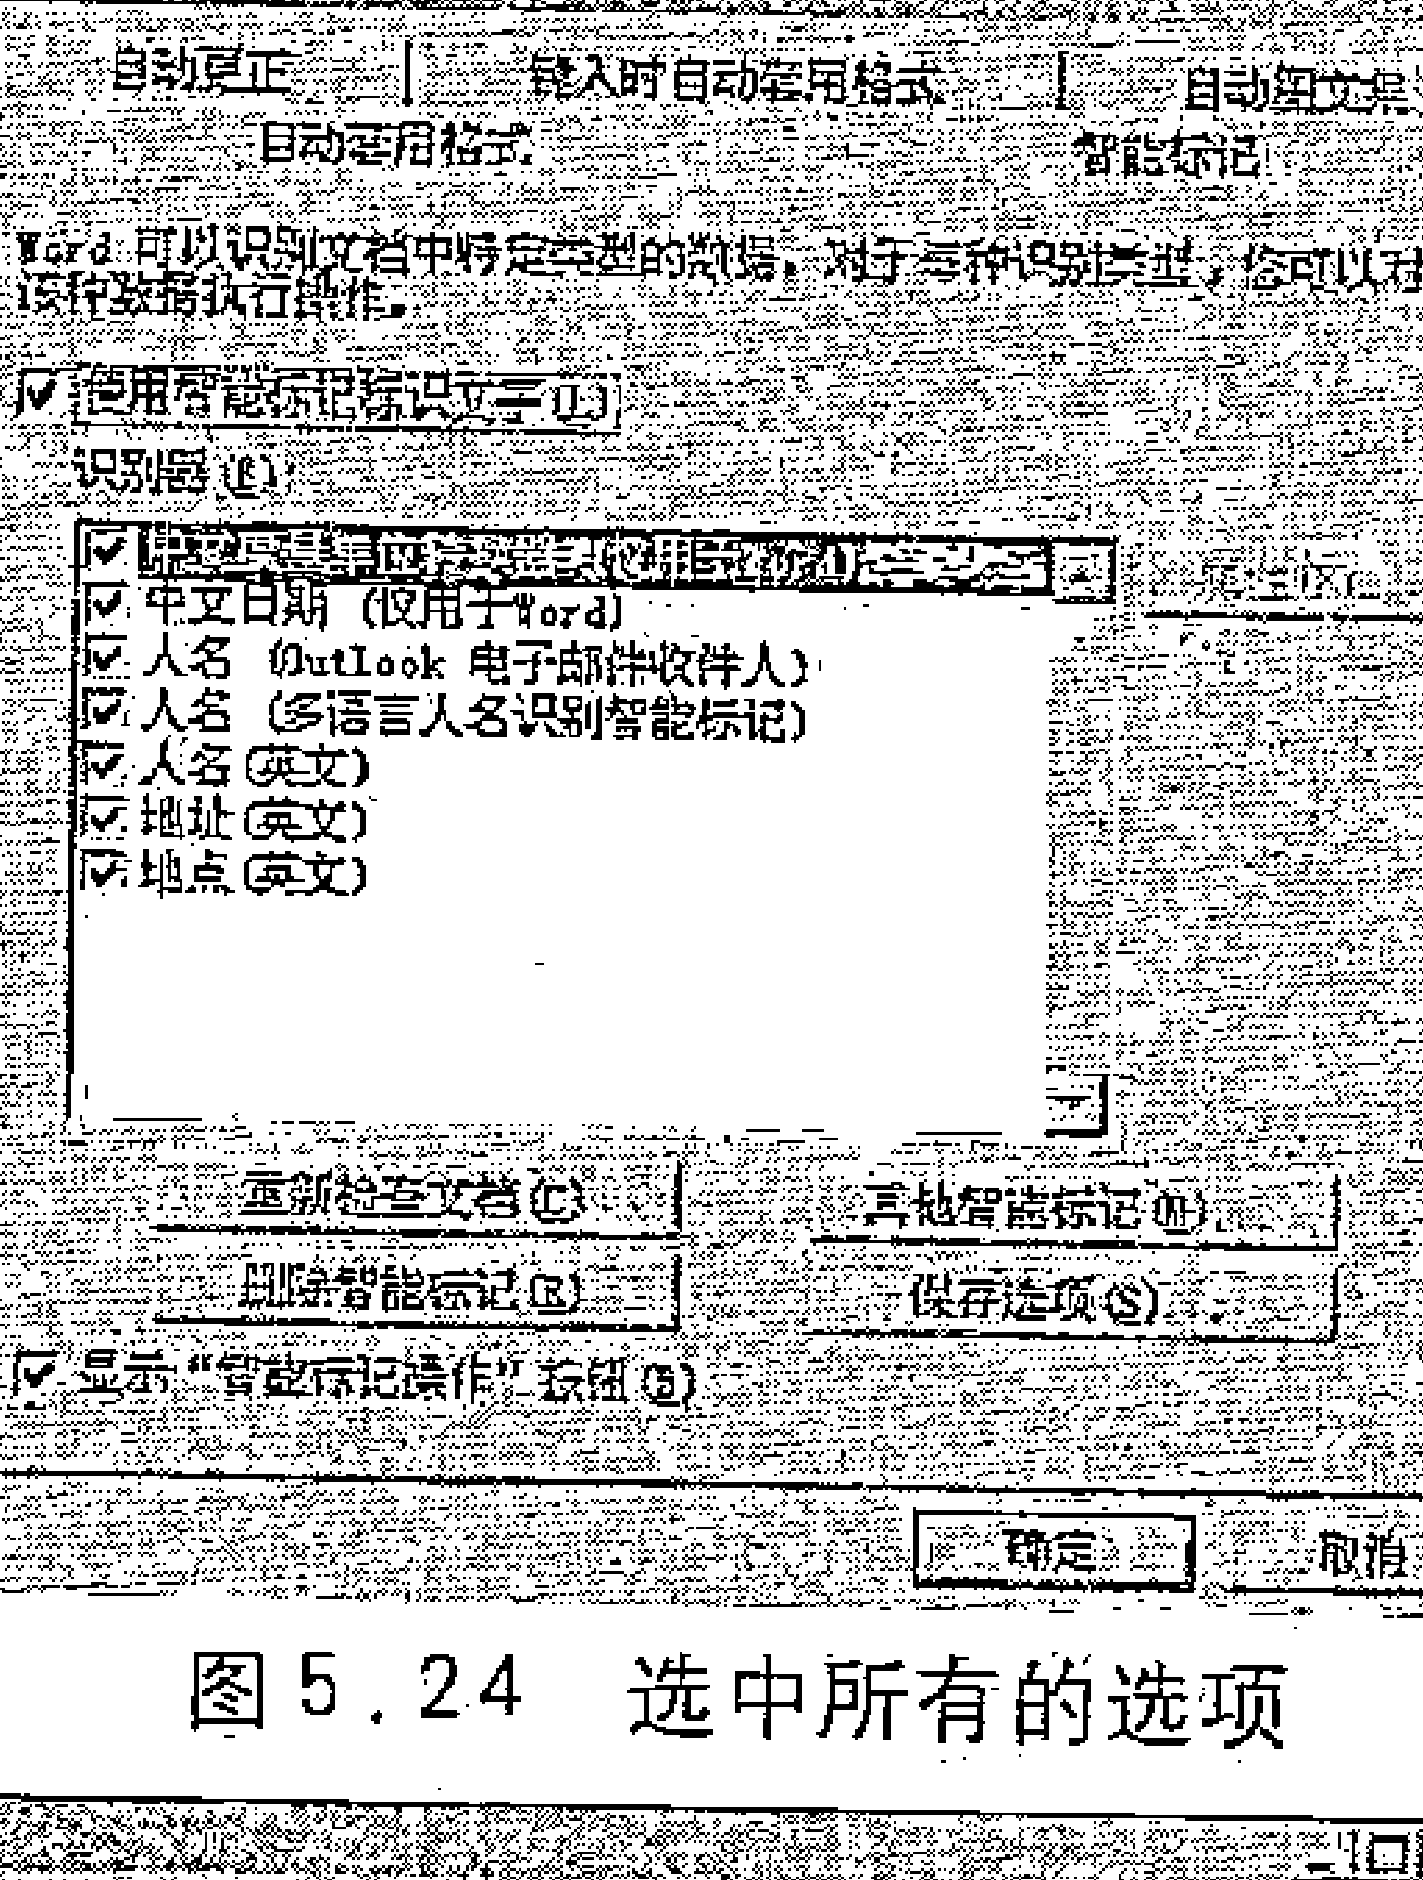 自动更正 键入时自动套用格式 自动图文集
自动套用格式 智能标记
Word 可以识别文档中特定类型的数据。对于每种识别类型，您可以对
该种数据执行操作。
使用智能标记标识文字(L)
识别器(E):
中文日期 (仅用于Word)
人名 (Outlook 电子邮件收件人)
人名 (多语言人名识别智能标记)
人名(英文)
地址(英文)
地点(英文)
重新检查文档(C) 其他智能标记(M)
删除智能标记(R) 保存选项(S)
显示“智能标记操作”按钮(B)
确定 取消
图 5.24 选中所有的选项